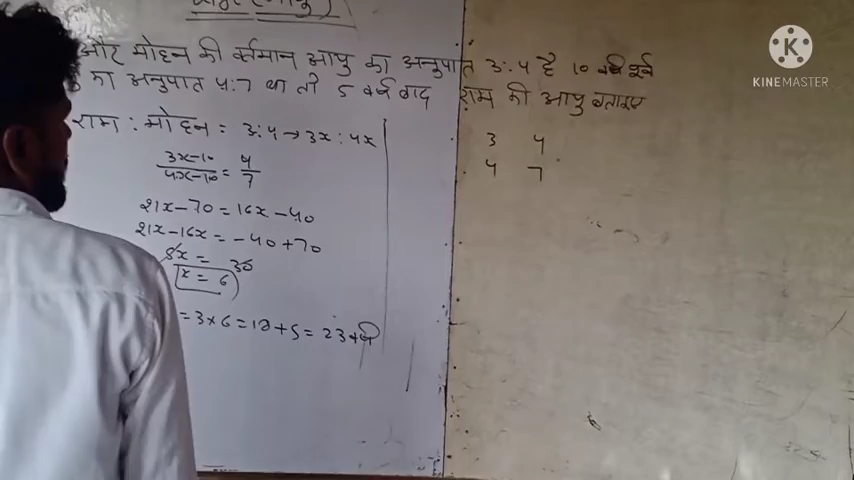 और मोहन की वर्तमान आयु का अनुपात 3:4 है 10 वर्ष पूर्व
का अनुपात 4:7 था तो 5 वर्ष बाद राम की आयु बताइए
राम : मोहन = 3:4 → 3x : 4x
3x-10 / 4x-10 = 4/7
21x-70 = 16x-40
21x-16x = -40+70
5x = 30
x = 6
= 3×6 = 18+5 = 23 वर्ष
3 4
4 7
KINEMASTER